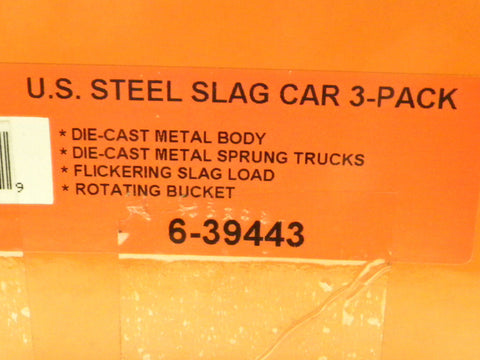 U.S. STEEL SLAG CAR 3-PACK
* DIE-CAST METAL BODY
* DIE-CAST METAL SPRUNG TRUCKS
* FLICKERING SLAG LOAD
* ROTATING BUCKET
9
6-39443